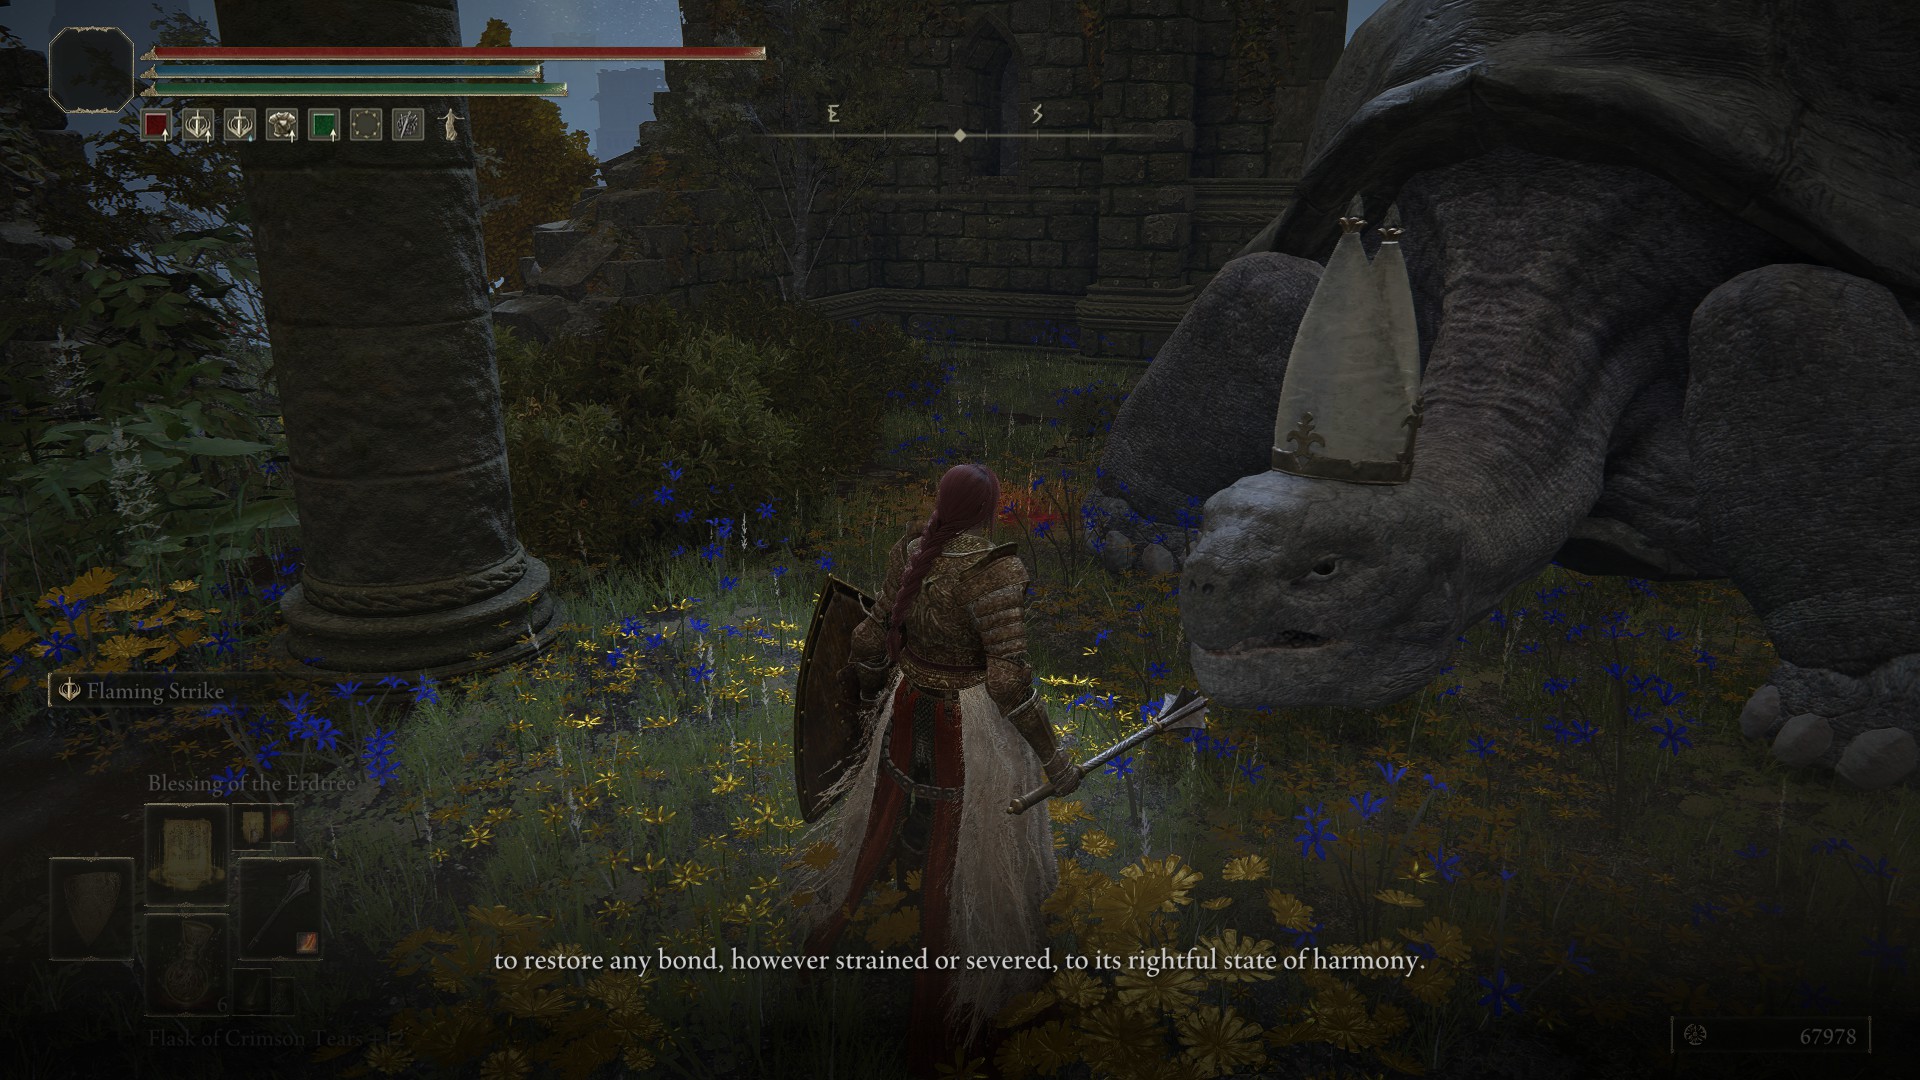 E S
Flaming Strike
Blessing of the Erdtree
6
to restore any bond, however strained or severed, to its rightful state of harmony.
Flask of Crimson Tears +12
67978